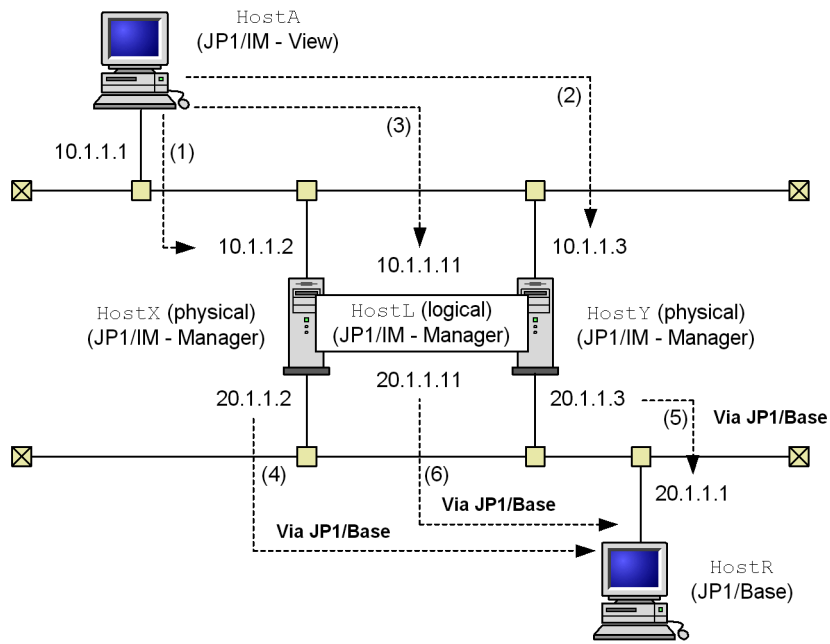 HostA
(JP1/IM - View)
(2)
(3)
10.1.1.1
(1)
10.1.1.2
10.1.1.11
10.1.1.3
HostX (physical)
(JP1/IM - Manager)
HostL (logical)
(JP1/IM - Manager)
HostY (physical)
(JP1/IM - Manager)
20.1.1.2
20.1.1.11
20.1.1.3
(5)
Via JP1/Base
(4)
(6)
20.1.1.1
Via JP1/Base
Via JP1/Base
HostR
(JP1/Base)